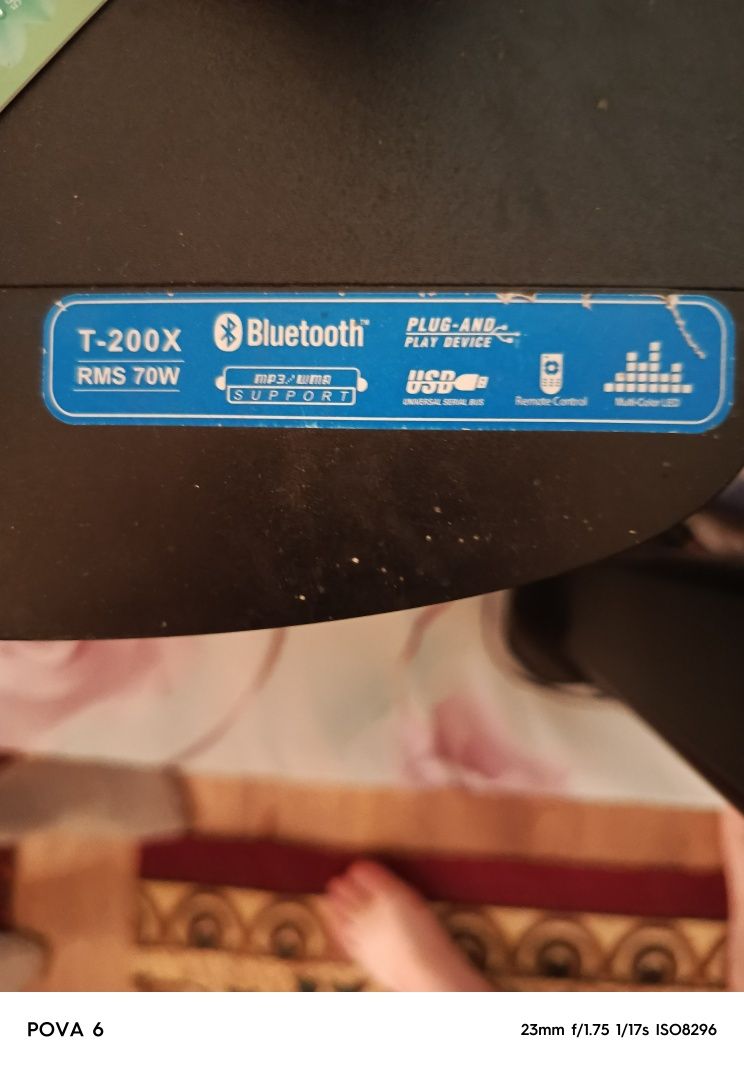 T-200X
RMS 70W
Bluetooth™
mp3/wma
SUPPORT
PLUG-AND
PLAY DEVICE
USB
UNIVERSAL SERIAL BUS
Remote Control
Multi-Color LED
POVA 6
23mm f/1.75 1/17s ISO8296